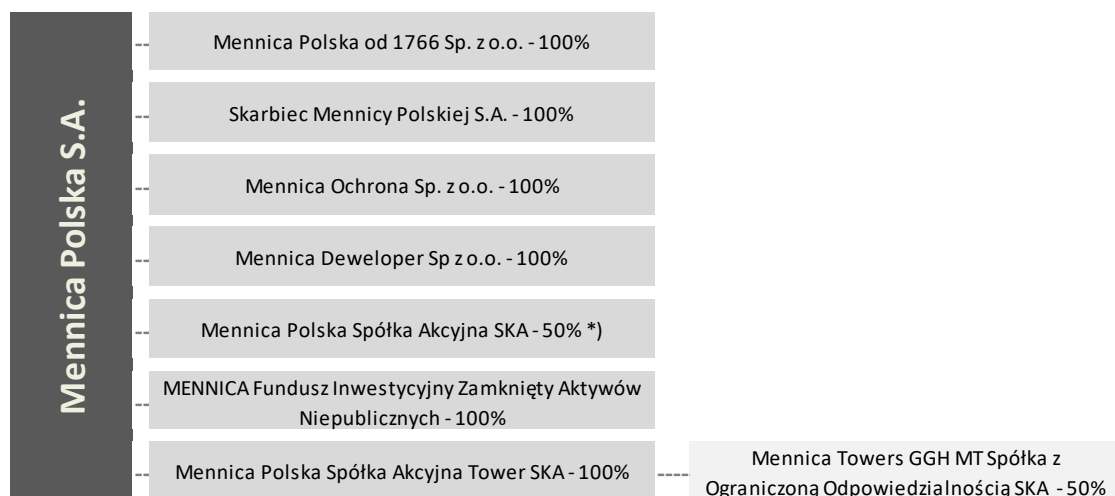 Mennica Polska S.A.
Mennica Polska od 1766 Sp. z o.o. - 100%
Skarbiec Mennicy Polskiej S.A. - 100%
Mennica Ochrona Sp. z o.o. - 100%
Mennica Deweloper Sp z o.o. - 100%
Mennica Polska Spółka Akcyjna SKA - 50% *)
MENNICA Fundusz Inwestycyjny Zamknięty Aktywów
Niepublicznych - 100%
Mennica Polska Spółka Akcyjna Tower SKA - 100%
Mennica Towers GGH MT Spółka z
Ograniczoną Odpowiedzialnością SKA - 50%